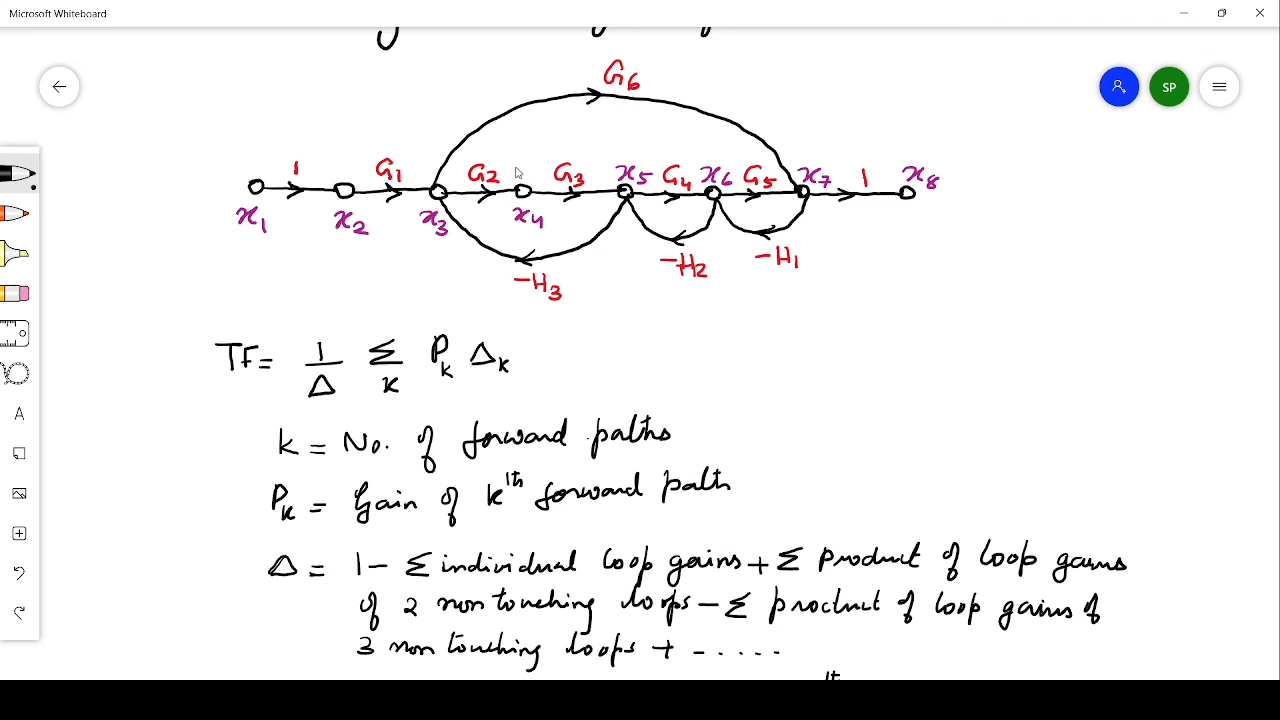 Microsoft Whiteboard
SP
G6
1 G1 G2 G3 x5 G4 x6 G5 x7 1 x8
x1 x2 x3 x4
-H3 -H2 -H1
TF = 1/Δ Σ_k P_k Δ_k
k = No. of forward paths
P_k = Gain of kth forward path
Δ = 1 - Σ individual loop gains + Σ product of loop gains
of 2 non touching loops - Σ product of loop gains of
3 non touching loops + - . . . . .
A